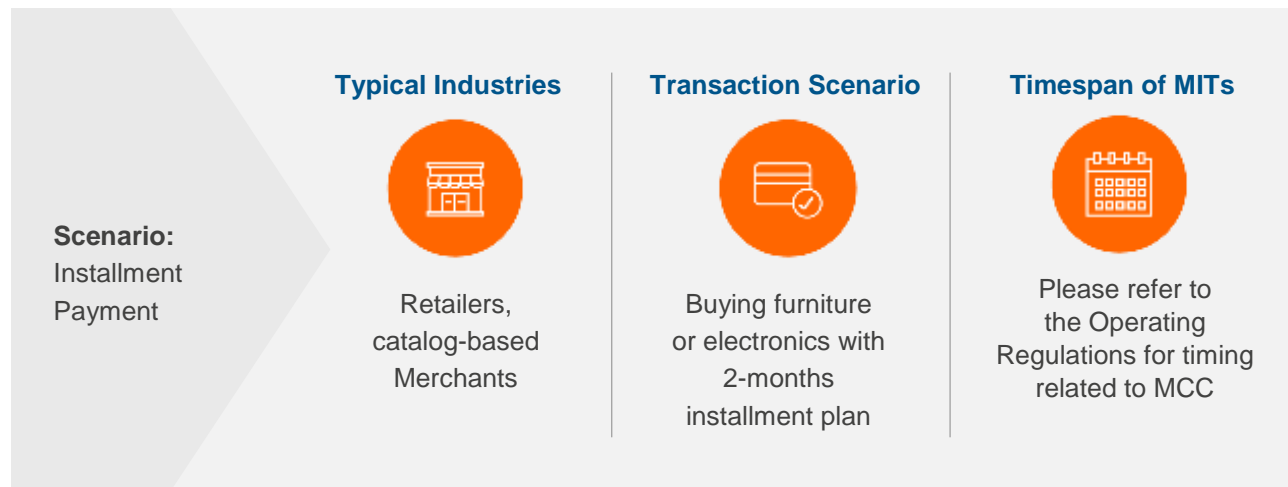 Scenario:
Installment
Payment
Typical Industries
Retailers,
catalog-based
Merchants
Transaction Scenario
Buying furniture
or electronics with
2-months
installment plan
Timespan of MITs
Please refer to
the Operating
Regulations for timing
related to MCC